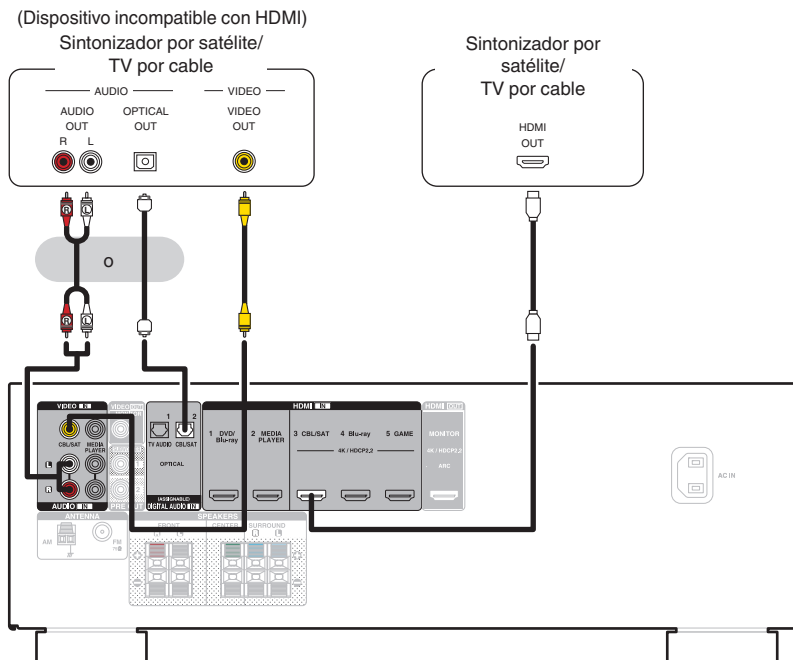 (Dispositivo incompatible con HDMI)
Sintonizador por satélite/
TV por cable
AUDIO
VIDEO
AUDIO
OUT
OPTICAL
OUT
VIDEO
OUT
R L
R L
o
R L
Sintonizador por
satélite/
TV por cable
HDMI
OUT
VIDEO IN
CBL/SAT
MEDIA
PLAYER
L
R
AUDIO IN
PRE OUT
1 2
TV AUDIO CBL/SAT
OPTICAL
(ASSIGNABLE)
DIGITAL AUDIO IN
HDMI IN
1 DVD/
Blu-ray
2 MEDIA
PLAYER
3 CBL/SAT
4 Blu-ray
5 GAME
4K / HDCP2.2
HDMI OUT
MONITOR
4K / HDCP2.2
ARC
AC IN
ANTENNA
AM
FM
SPEAKERS
FRONT
R L
CENTER
SURROUND
R L